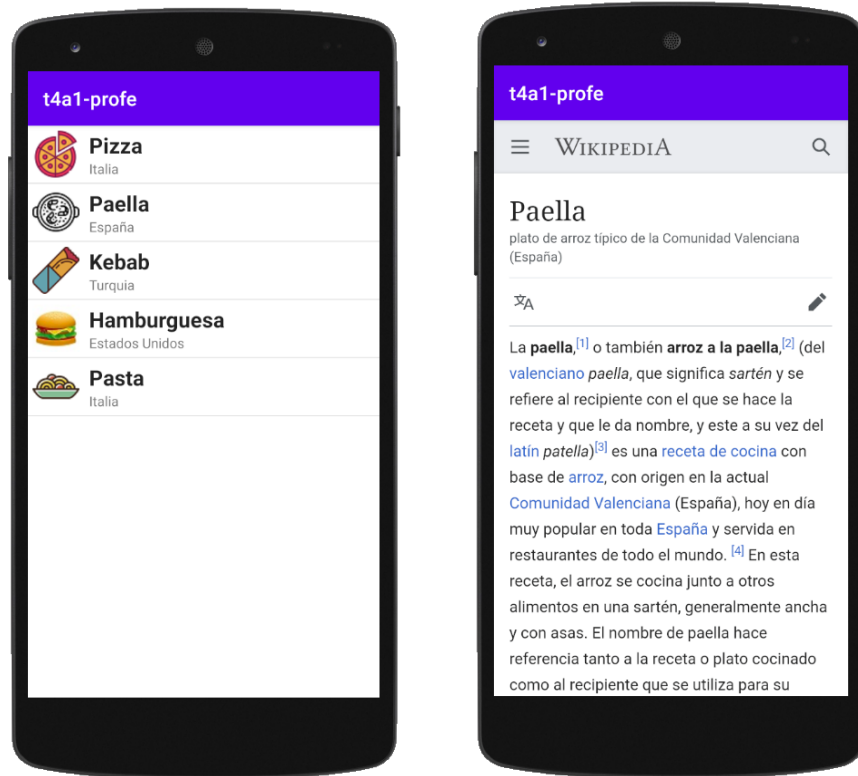 t4a1-profe
Pizza
Italia
Paella
España
Kebab
Turquia
Hamburguesa
Estados Unidos
Pasta
Italia
t4a1-profe
WIKIPEDIA
Paella
plato de arroz típico de la Comunidad Valenciana
(España)
La paella,[1] o también arroz a la paella,[2] (del
valenciano paella, que significa sartén y se
refiere al recipiente con el que se hace la
receta y que le da nombre, y este a su vez del
latín patella)[3] es una receta de cocina con
base de arroz, con origen en la actual
Comunidad Valenciana (España), hoy en día
muy popular en toda España y servida en
restaurantes de todo el mundo. [4] En esta
receta, el arroz se cocina junto a otros
alimentos en una sartén, generalmente ancha
y con asas. El nombre de paella hace
referencia tanto a la receta o plato cocinado
como al recipiente que se utiliza para su